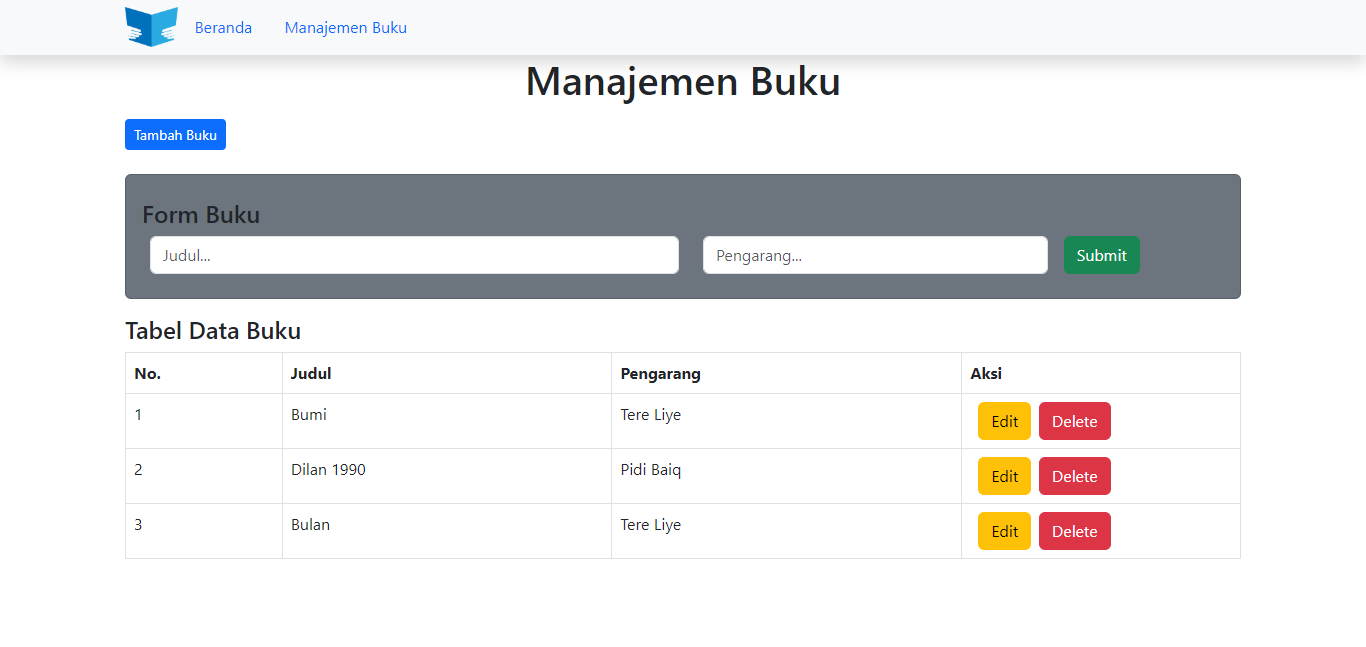 Beranda Manajemen Buku
Manajemen Buku
Tambah Buku
Form Buku
Judul... Pengarang... Submit
Tabel Data Buku
No. Judul Pengarang Aksi
1 Bumi Tere Liye Edit Delete
2 Dilan 1990 Pidi Baiq Edit Delete
3 Bulan Tere Liye Edit Delete